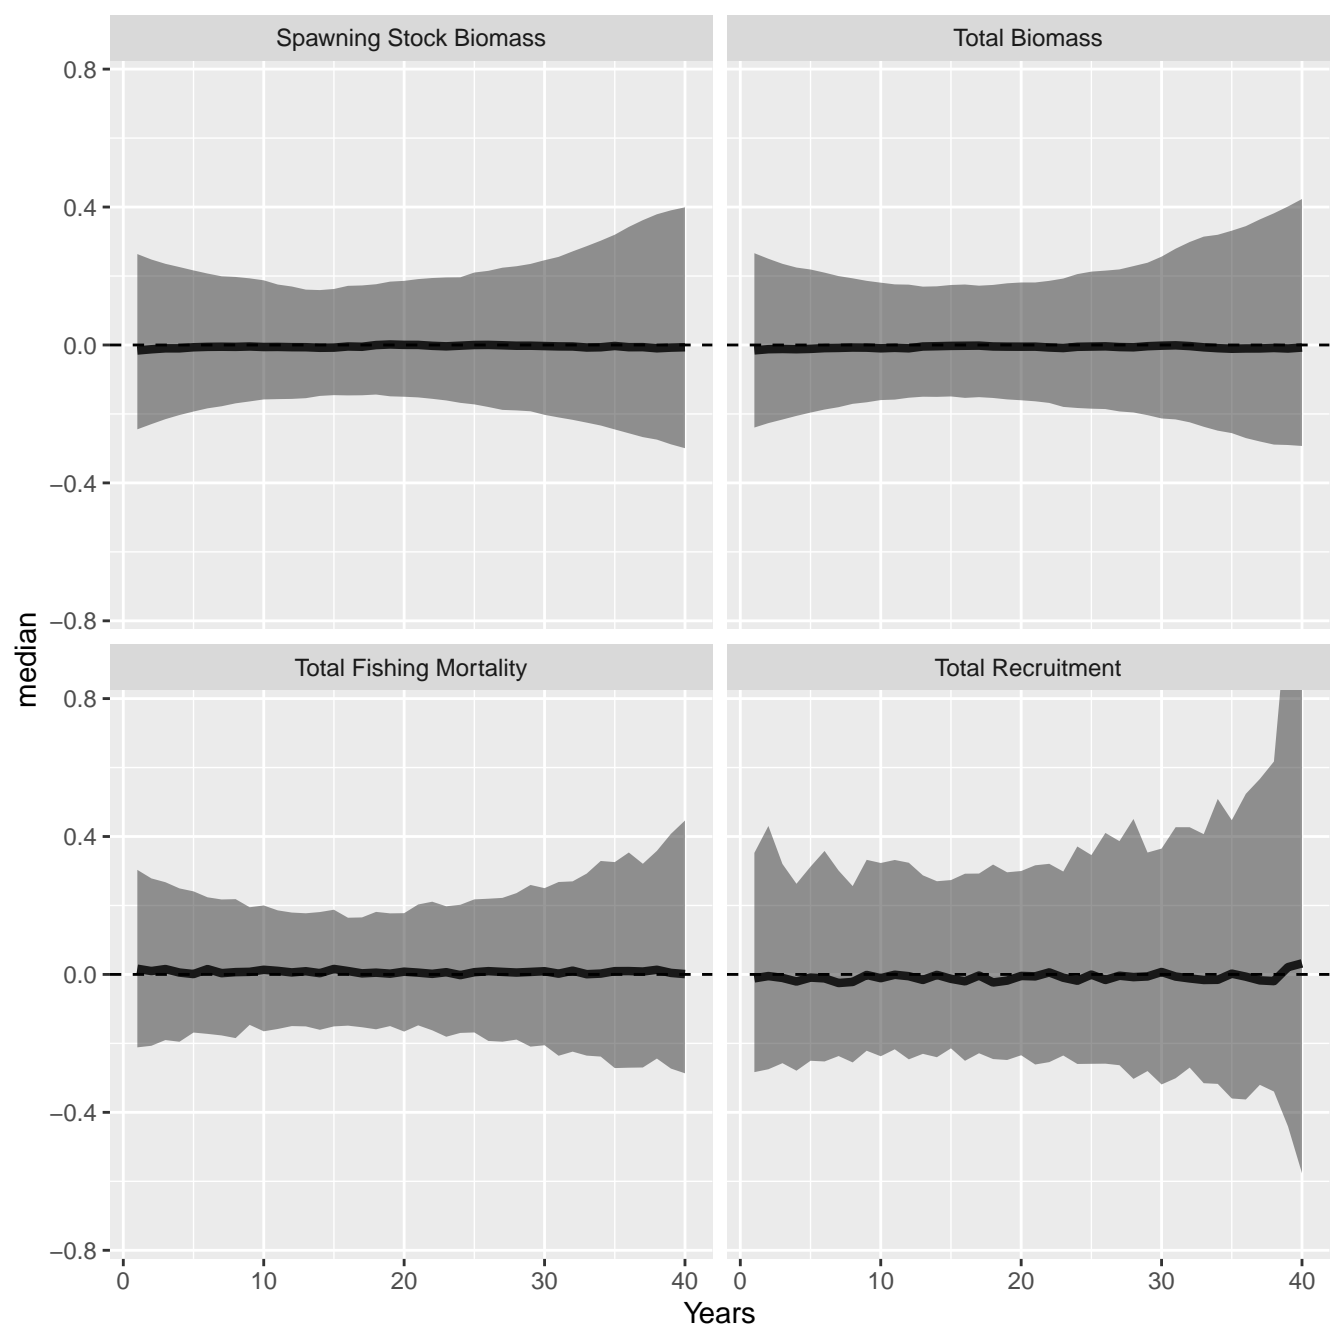 Spawning Stock Biomass
Total Biomass
0.8
0.4
0.0
−0.4
−0.8
median
Total Fishing Mortality
Total Recruitment
0.8
0.4
0.0
−0.4
−0.8
0 10 20 30 40
0 10 20 30 40
Years